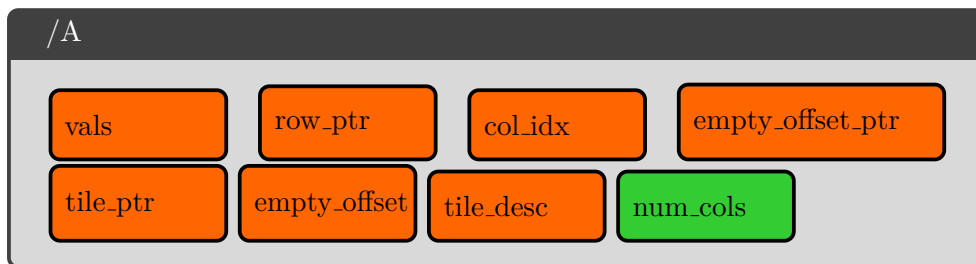 /A
vals row_ptr col_idx empty_offset_ptr
tile_ptr empty_offset tile_desc num_cols